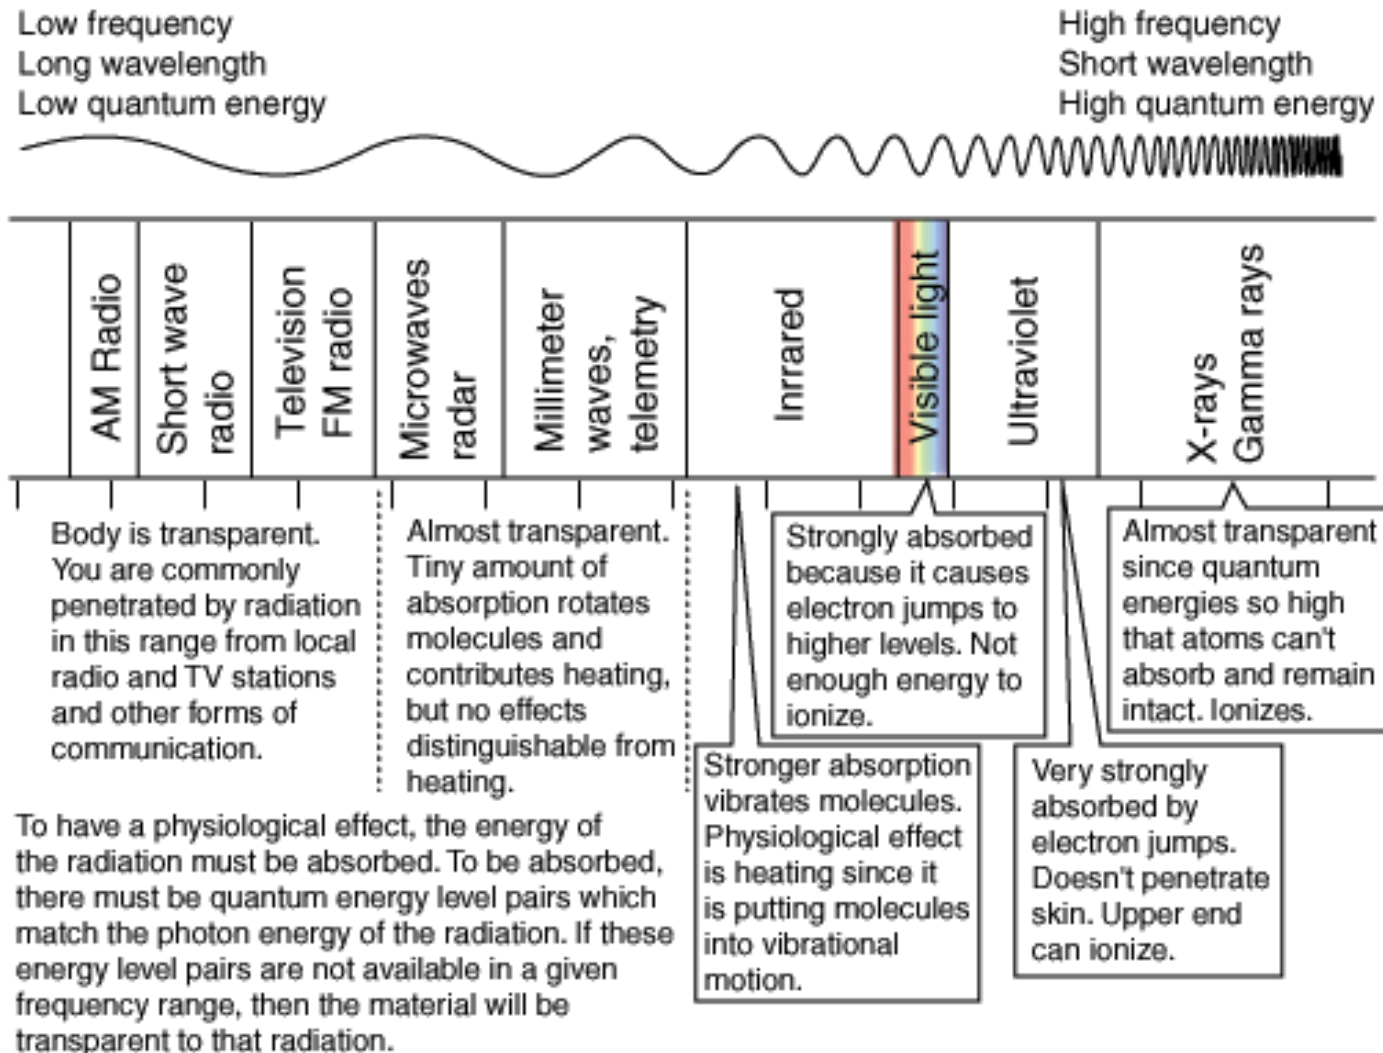 Low frequency
Long wavelength
Low quantum energy
High frequency
Short wavelength
High quantum energy
AM Radio
Short wave
radio
Television
FM radio
Microwaves
radar
Millimeter
waves,
telemetry
Inrrared
Visible light
Ultraviolet
X-rays
Gamma rays
Body is transparent.
You are commonly
penetrated by radiation
in this range from local
radio and TV stations
and other forms of
communication.
Almost transparent.
Tiny amount of
absorption rotates
molecules and
contributes heating,
but no effects
distinguishable from
heating.
Strongly absorbed
because it causes
electron jumps to
higher levels. Not
enough energy to
ionize.
Almost transparent
since quantum
energies so high
that atoms can't
absorb and remain
intact. Ionizes.
Stronger absorption
vibrates molecules.
Physiological effect
is heating since it
is putting molecules
into vibrational
motion.
Very strongly
absorbed by
electron jumps.
Doesn't penetrate
skin. Upper end
can ionize.
To have a physiological effect, the energy of
the radiation must be absorbed. To be absorbed,
there must be quantum energy level pairs which
match the photon energy of the radiation. If these
energy level pairs are not available in a given
frequency range, then the material will be
transparent to that radiation.